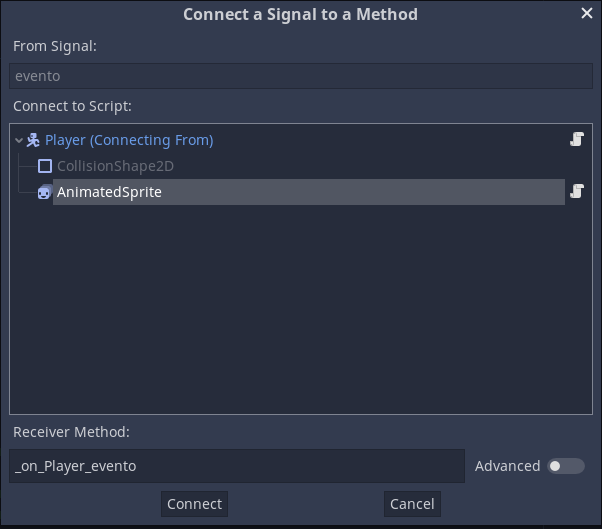 Connect a Signal to a Method
From Signal:
evento
Connect to Script:
Player (Connecting From)
CollisionShape2D
AnimatedSprite
Receiver Method:
_on_Player_evento
Advanced
Connect
Cancel